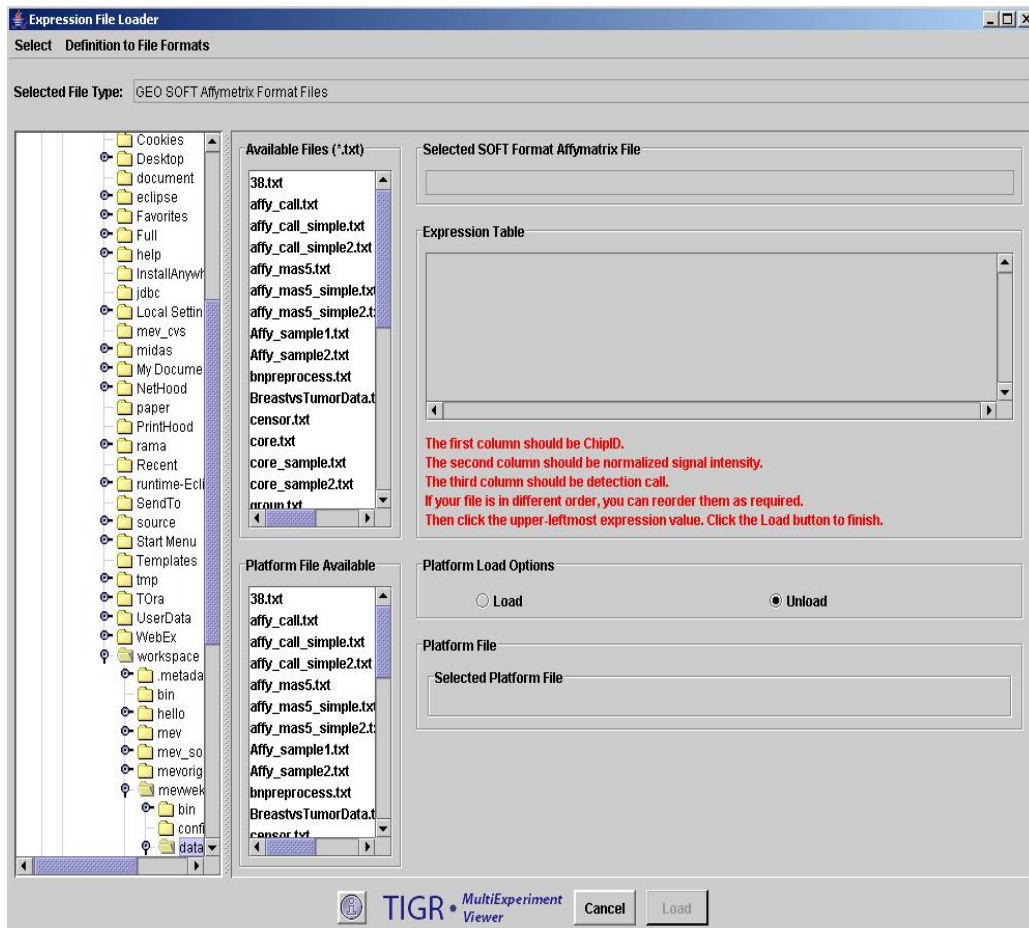 Expression File Loader
Select Definition to File Formats
Selected File Type: GEO SOFT Affymetrix Format Files
Cookies
Desktop
document
eclipse
Favorites
Full
help
InstallAnywh
jdbc
Local Settin
mev_cvs
midas
My Docume
NetHood
paper
PrintHood
rama
Recent
runtime-Ecli
SendTo
source
Start Menu
Templates
tmp
TOra
UserData
WebEx
workspace
.metada
bin
hello
mev
mev_so
mevorig
mevwek
bin
confi
data
Available Files (*.txt)
38.txt
affy_call.txt
affy_call_simple.txt
affy_call_simple2.txt
affy_mas5.txt
affy_mas5_simple.txt
affy_mas5_simple2.t
Affy_sample1.txt
Affy_sample2.txt
bnpreprocess.txt
BreastvsTumorData.t
censor.txt
core.txt
core_sample.txt
core_sample2.txt
group.txt
Platform File Available
38.txt
affy_call.txt
affy_call_simple.txt
affy_call_simple2.txt
affy_mas5.txt
affy_mas5_simple.txt
affy_mas5_simple2.t
Affy_sample1.txt
Affy_sample2.txt
bnpreprocess.txt
BreastvsTumorData.t
censor.txt
Selected SOFT Format Affymatrix File
Expression Table
The first column should be ChipID.
The second column should be normalized signal intensity.
The third column should be detection call.
If your file is in different order, you can reorder them as required.
Then click the upper-leftmost expression value. Click the Load button to finish.
Platform Load Options
Load Unload
Platform File
Selected Platform File
TIGR • MultiExperiment
Viewer
Cancel Load